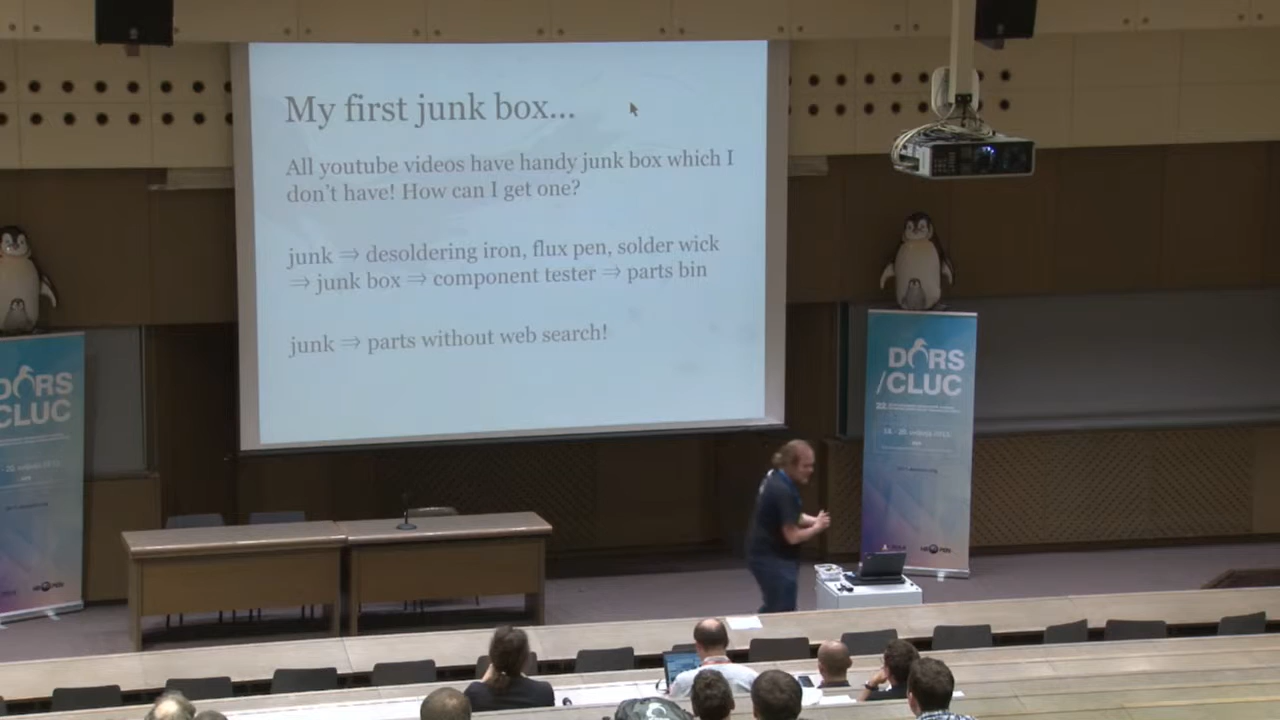 My first junk box...
All youtube videos have handy junk box which I
don't have! How can I get one?
junk ⇒ desoldering iron, flux pen, solder wick
⇒ junk box ⇒ component tester ⇒ parts bin
junk ⇒ parts without web search!
DORS
/CLUC
DORS
CLUC